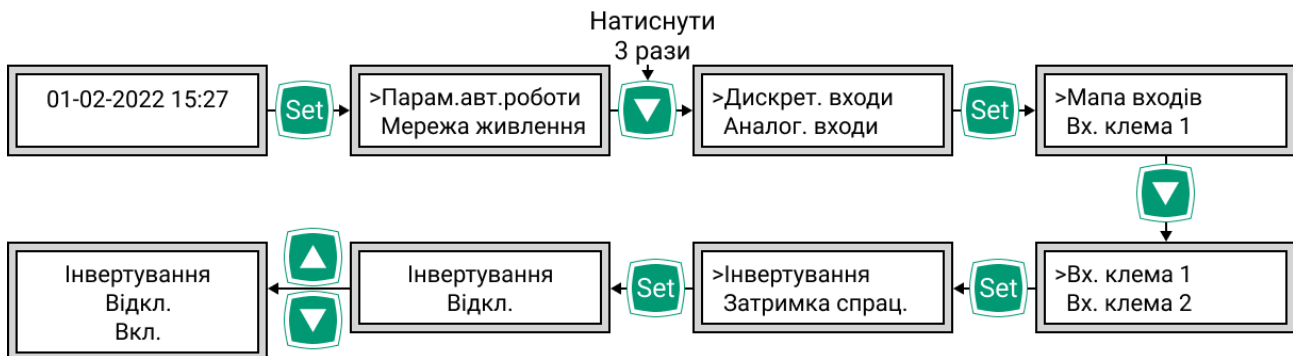 Натиснути
3 рази
01-02-2022 15:27
Set
>Парам.авт.роботи
Мережа живлення
>Дискрет. входи
Аналог. входи
Set
>Мапа входів
Вх. клема 1
>Вх. клема 1
Вх. клема 2
Set
>Інвертування
Затримка спрац.
Set
Інвертування
Відкл.
Інвертування
Відкл.
Вкл.